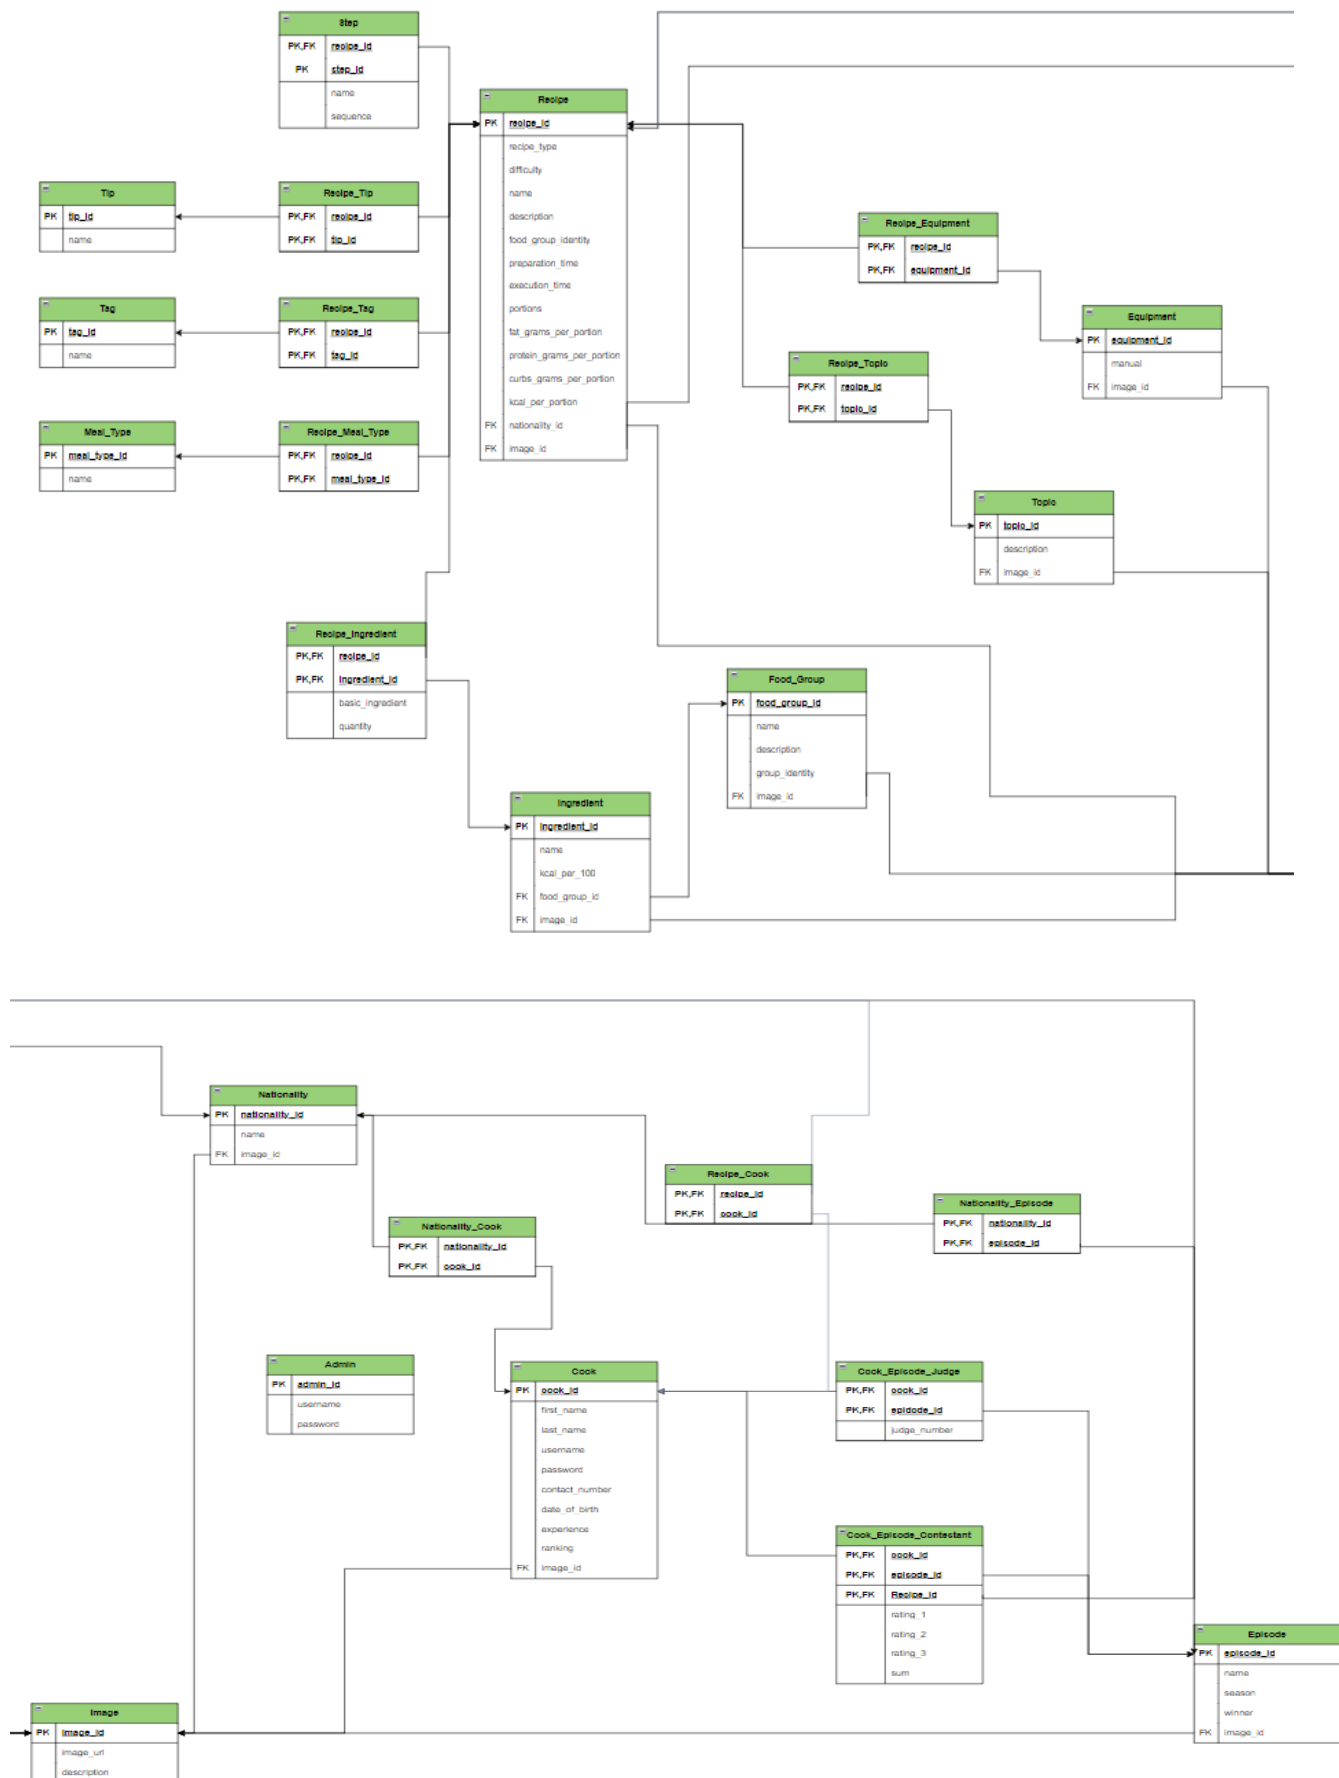 Step
PK,FK recipe_id
PK step_id
name
sequence
Recipe
PK recipe_id
recipe_type
difficulty
name
description
food_group_identity
preparation_time
execution_time
portions
fat_grams_per_portion
protein_grams_per_portion
curbs_grams_per_portion
kcal_per_portion
FK nationality_id
FK image_id
Tip
PK tip_id
name
Recipe_Tip
PK,FK recipe_id
PK,FK tip_id
Tag
PK tag_id
name
Recipe_Tag
PK,FK recipe_id
PK,FK tag_id
Meal_Type
PK meal_type_id
name
Recipe_Meal_Type
PK,FK recipe_id
PK,FK meal_type_id
Recipe_Equipment
PK,FK recipe_id
PK,FK equipment_id
Equipment
PK equipment_id
manual
FK image_id
Recipe_Topic
PK,FK recipe_id
PK,FK topic_id
Topic
PK topic_id
description
FK image_id
Recipe_Ingredient
PK,FK recipe_id
PK,FK ingredient_id
basic_ingredient
quantity
Food_Group
PK food_group_id
name
description
group_identity
FK image_id
Ingredient
PK ingredient_id
name
kcal_per_100
FK food_group_id
FK image_id
Nationality
PK nationality_id
name
FK image_id
Recipe_Cook
PK,FK recipe_id
PK,FK cook_id
Nationality_Episode
PK,FK nationality_id
PK,FK episode_id
Nationality_Cook
PK,FK nationality_id
PK,FK cook_id
Admin
PK admin_id
username
password
Cook
PK cook_id
first_name
last_name
username
password
contact_number
date_of_birth
experience
ranking
FK image_id
Cook_Episode_Judge
PK,FK cook_id
PK,FK epidode_id
judge_number
Cook_Episode_Contestant
PK,FK cook_id
PK,FK episode_id
PK,FK Recipe_id
rating_1
rating_2
rating_3
sum
Episode
PK episode_id
name
season
winner
FK image_id
Image
PK image_id
image_url
description